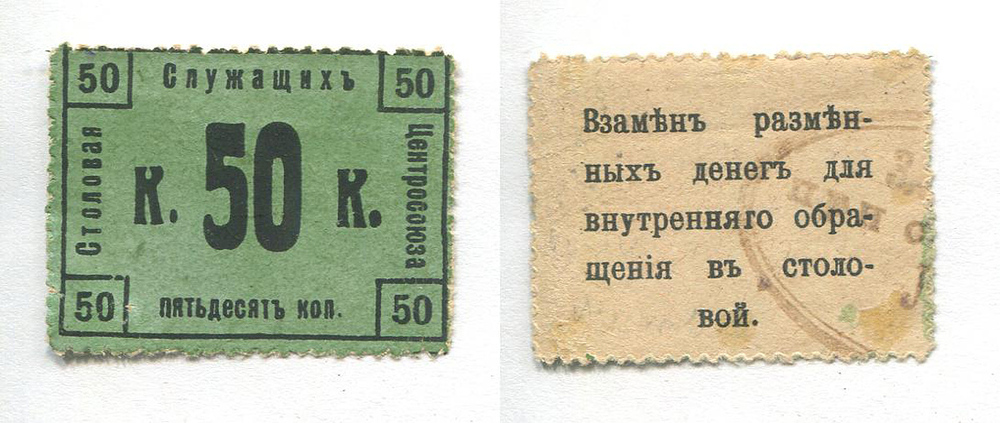 50
Служащихъ
50
Столовая
К. 50 К.
Центросоюза
50
пятьдесятъ коп.
50
Взамѣнъ размѣн-
ныхъ денегъ для
внутренняго обра-
щенія въ столо-
вой.